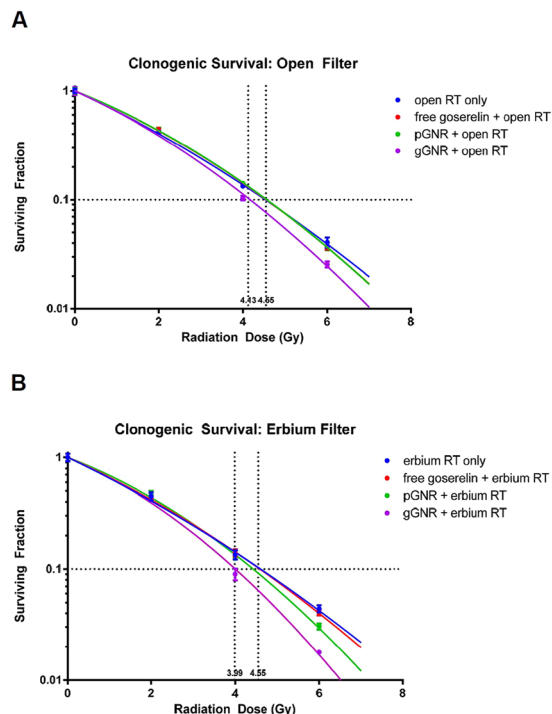 A
Clonogenic Survival: Open Filter
Surviving Fraction
1
0.1
0.01
4.13 4.55
0 2 4 6 8
Radiation Dose (Gy)
open RT only
free goserelin + open RT
pGNR + open RT
gGNR + open RT
B
Clonogenic Survival: Erbium Filter
Surviving Fraction
1
0.1
0.01
3.99 4.55
0 2 4 6 8
Radiation Dose (Gy)
erbium RT only
free goserelin + erbium RT
pGNR + erbium RT
gGNR + erbium RT